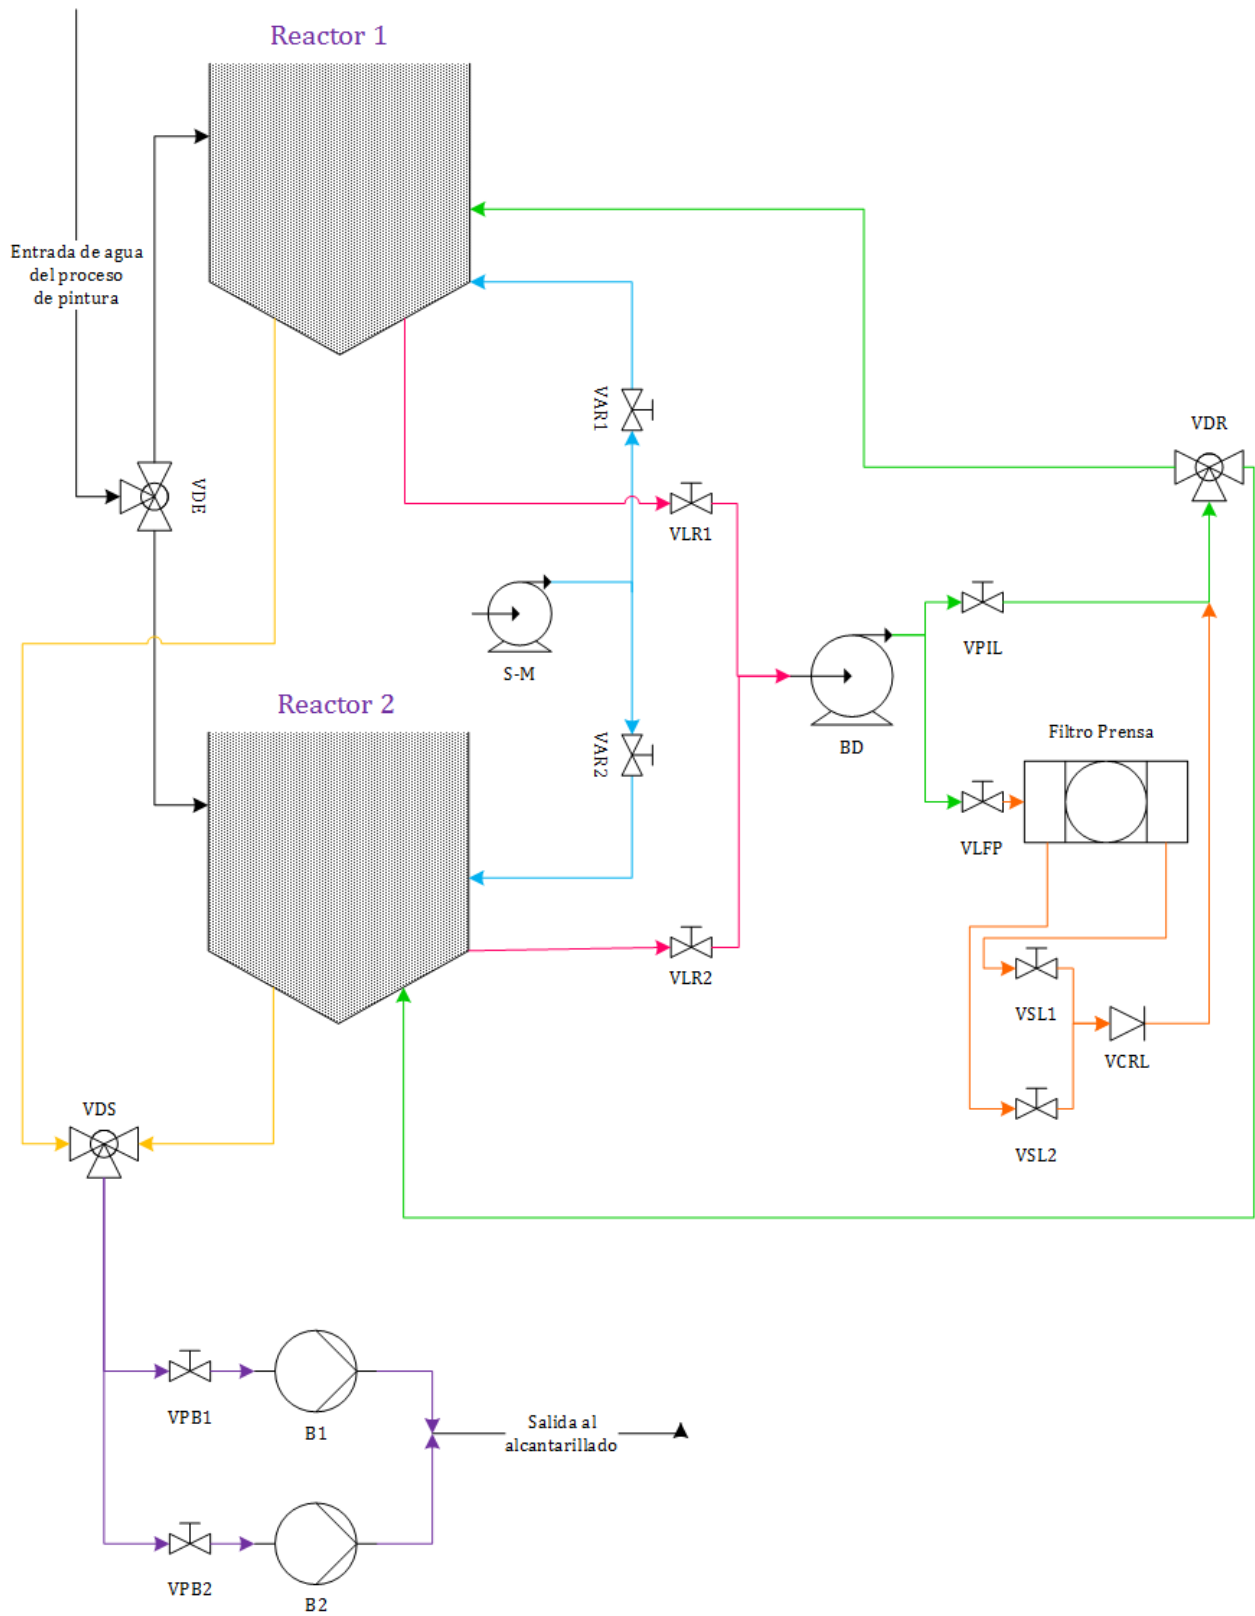 Reactor 1
Entrada de agua
del proceso
de pintura
VAR1
VDR
VDE
VLR1
S-M
VPIL
Reactor 2
VAR2
BD
Filtro Prensa
VLFP
VLR2
VSL1
VCRL
VDS
VSL2
VPB1
B1
Salida al
alcantarillado
VPB2
B2